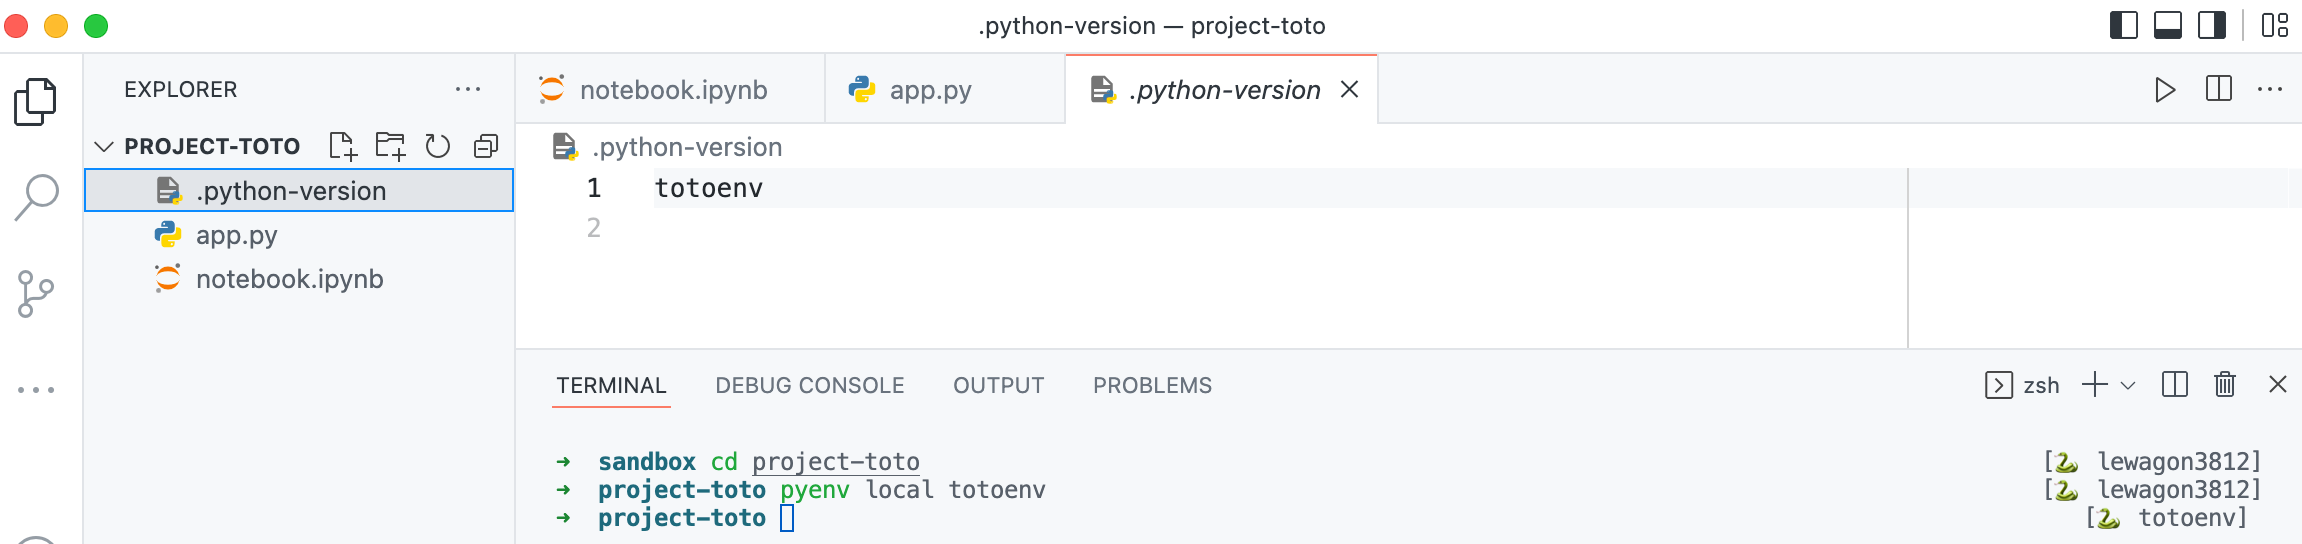 .python-version — project-toto
EXPLORER
PROJECT-TOTO
.python-version
app.py
notebook.ipynb
notebook.ipynb
app.py
.python-version
.python-version
1 totoenv
2
TERMINAL DEBUG CONSOLE OUTPUT PROBLEMS
zsh
➜ sandbox cd project-toto [🐍 lewagon3812]
➜ project-toto pyenv local totoenv [🐍 lewagon3812]
➜ project-toto [🐍 totoenv]